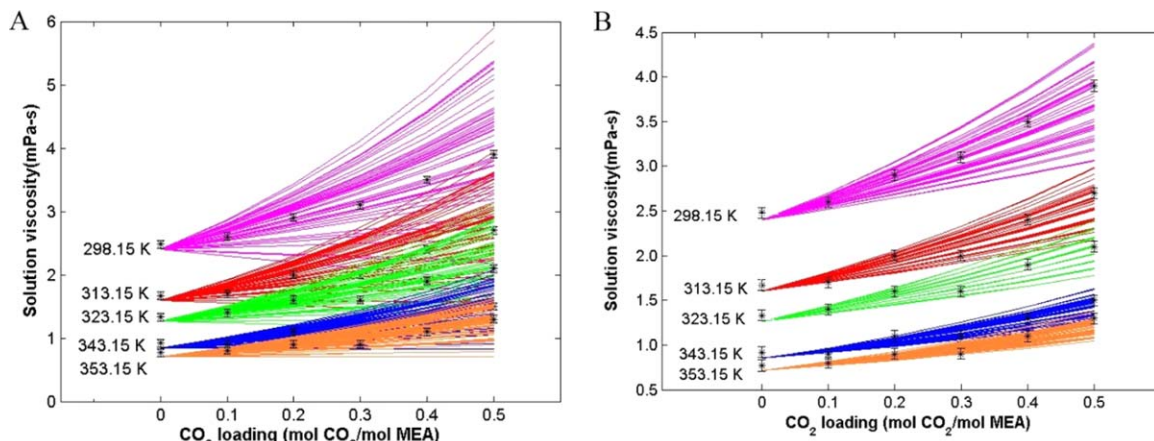 A
6
5
4
3
2
1
0
Solution viscosity(mPa-s)
298.15 K
313.15 K
323.15 K
343.15 K
353.15 K
0 0.1 0.2 0.3 0.4 0.5
CO2 loading (mol CO2/mol MEA)
B
4.5
4.0
3.5
3.0
2.5
2.0
1.5
1.0
0.5
Solution viscosity(mPa-s)
298.15 K
313.15 K
323.15 K
343.15 K
353.15 K
0 0.1 0.2 0.3 0.4 0.5
CO2 loading (mol CO2/mol MEA)